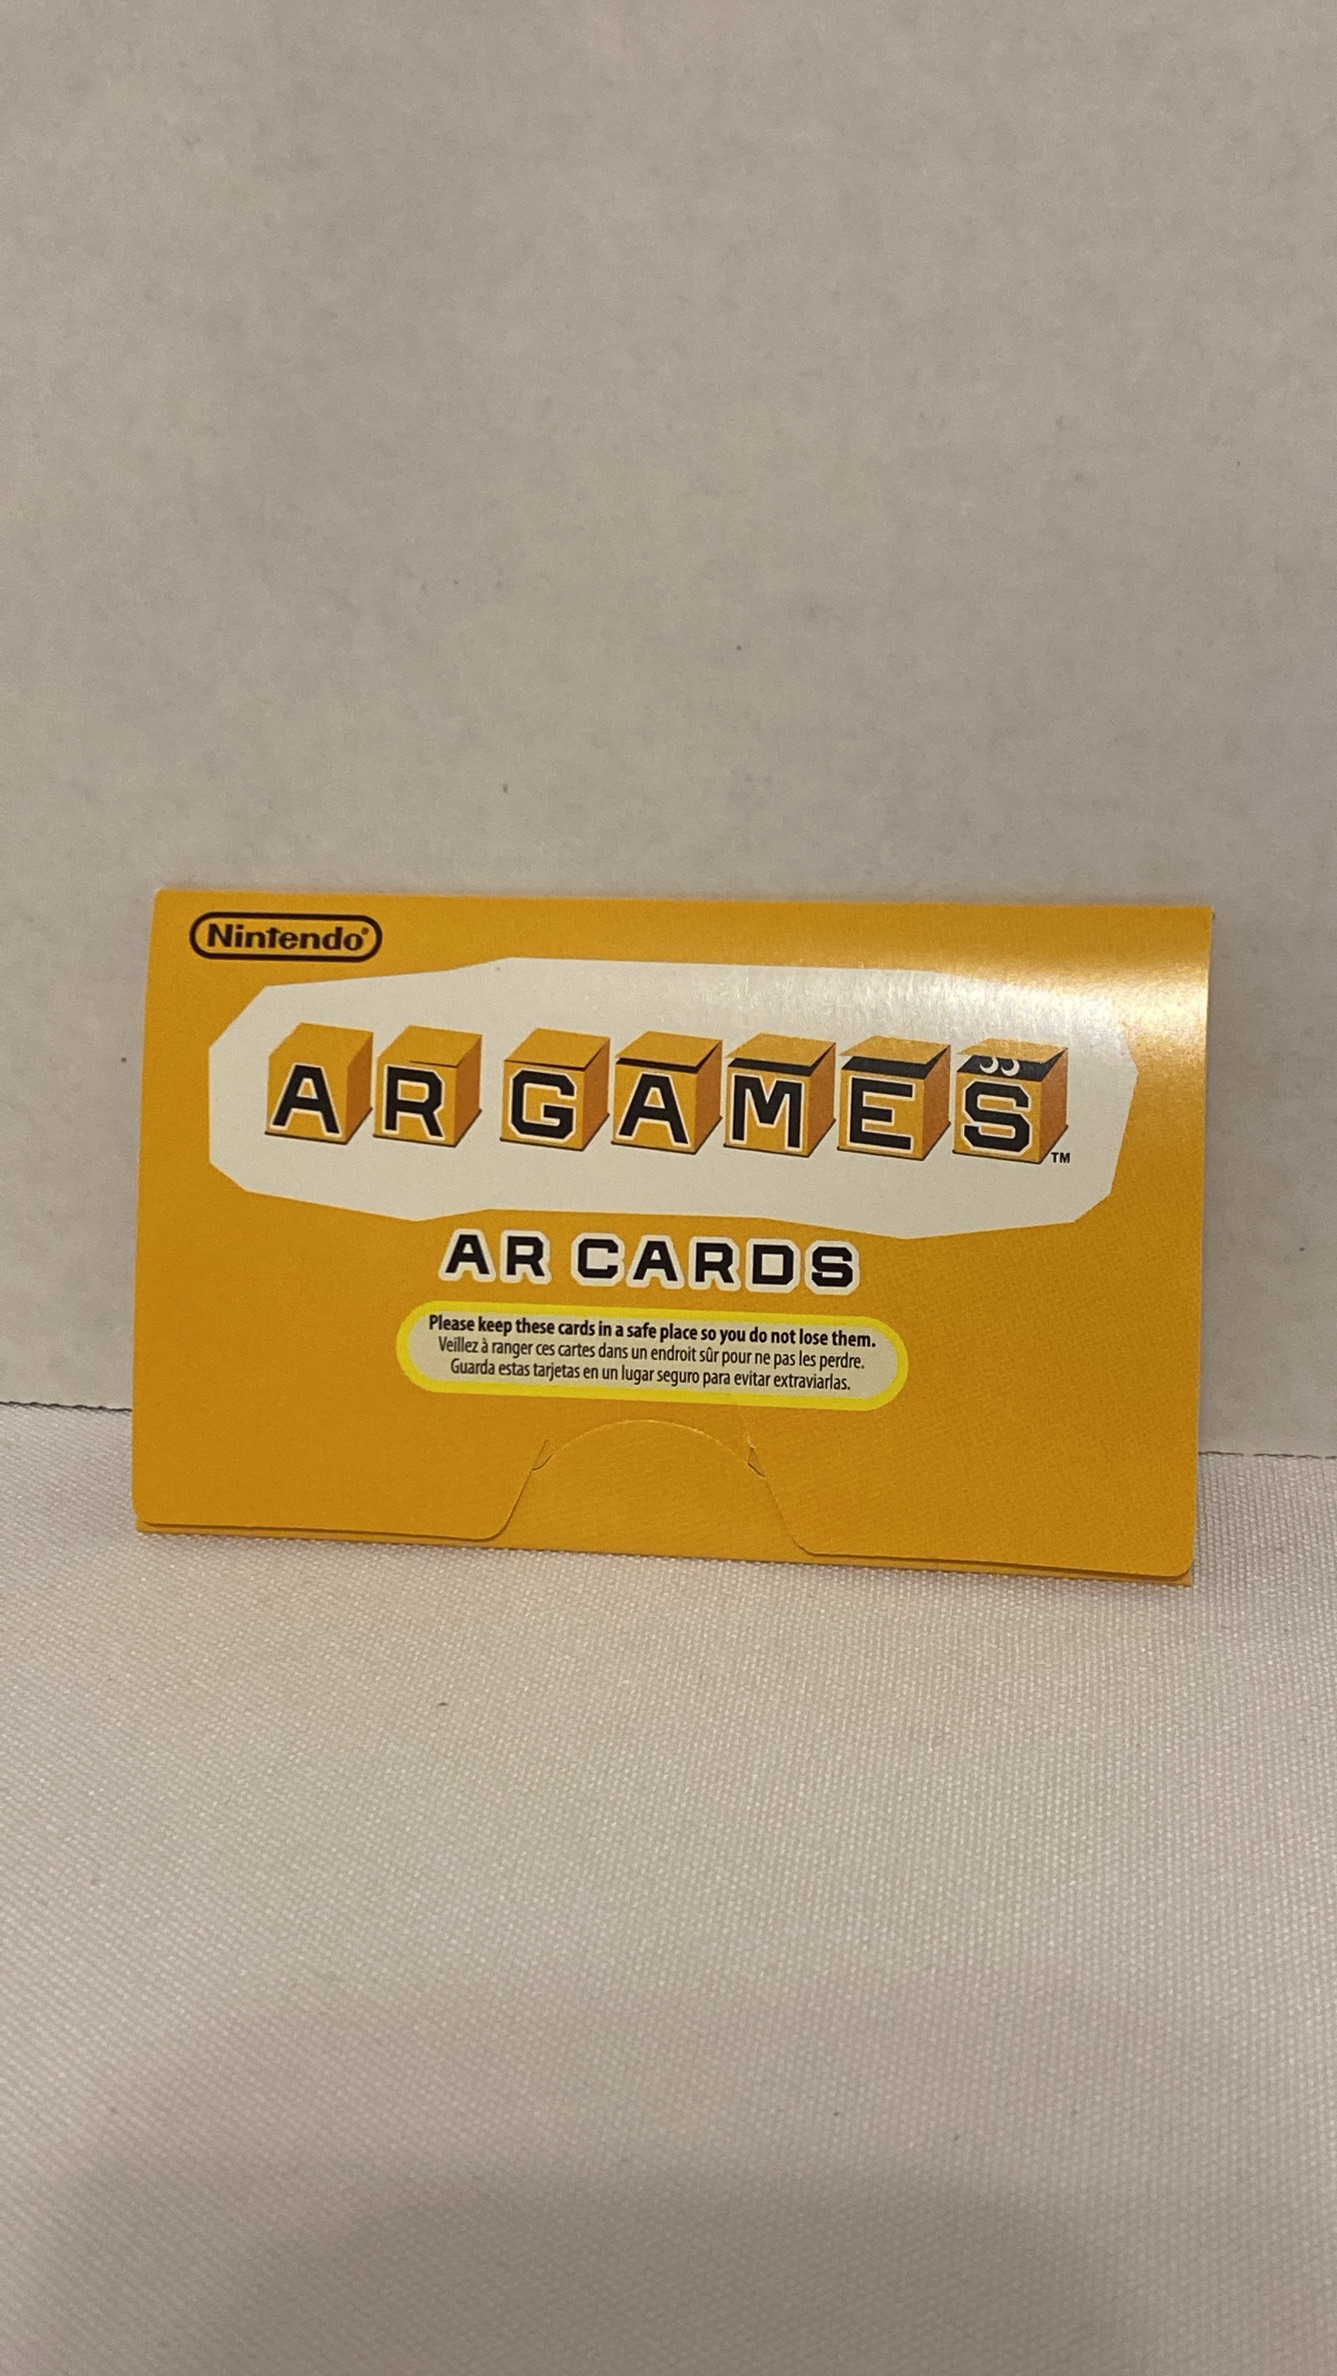 Nintendo®
AR GAMES™
AR CARDS
Please keep these cards in a safe place so you do not lose them.
Veillez à ranger ces cartes dans un endroit sûr pour ne pas les perdre.
Guarda estas tarjetas en un lugar seguro para evitar extraviarlas.